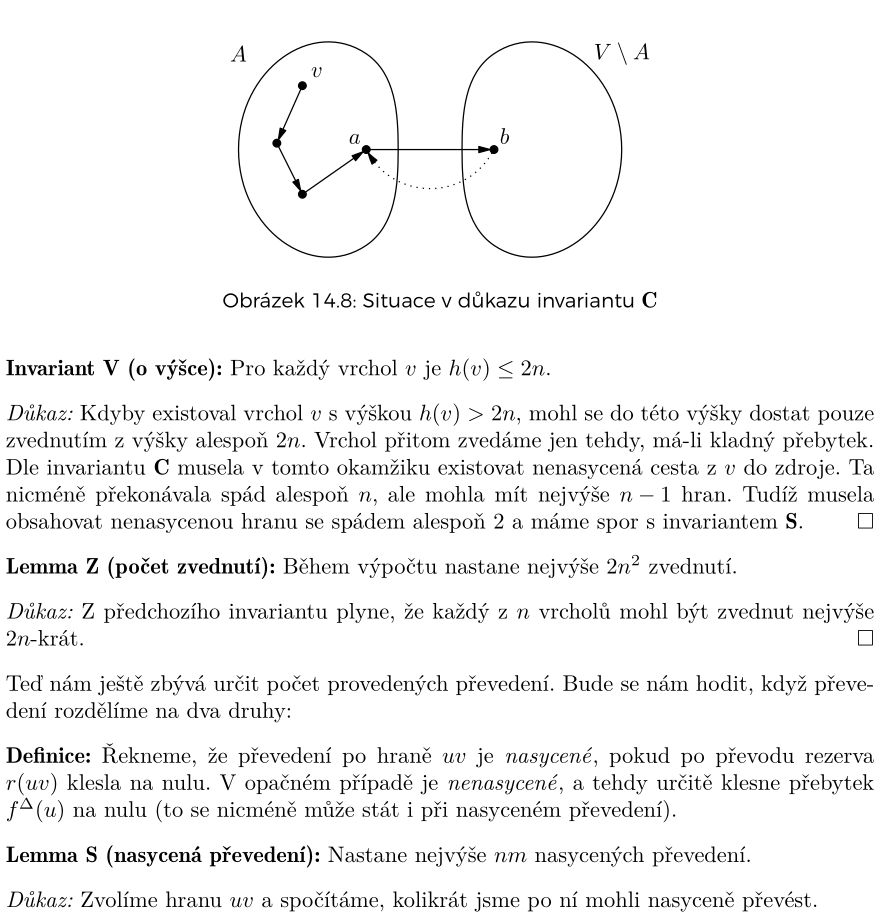 A
v
V \ A
a
b
Obrázek 14.8: Situace v důkazu invariantu C
Invariant V (o výšce): Pro každý vrchol v je h(v) ≤ 2n.
Důkaz: Kdyby existoval vrchol v s výškou h(v) > 2n, mohl se do této výšky dostat pouze
zvednutím z výšky alespoň 2n. Vrchol přitom zvedáme jen tehdy, má-li kladný přebytek.
Dle invariantu C musela v tomto okamžiku existovat nenasycená cesta z v do zdroje. Ta
nicméně překonávala spád alespoň n, ale mohla mít nejvýše n − 1 hran. Tudíž musela
obsahovat nenasycenou hranu se spádem alespoň 2 a máme spor s invariantem S. □
Lemma Z (počet zvednutí): Během výpočtu nastane nejvýše 2n² zvednutí.
Důkaz: Z předchozího invariantu plyne, že každý z n vrcholů mohl být zvednut nejvýše
2n-krát. □
Teď nám ještě zbývá určit počet provedených převedení. Bude se nám hodit, když převe-
dení rozdělíme na dva druhy:
Definice: Řekneme, že převedení po hraně uv je nasycené, pokud po převodu rezerva
r(uv) klesla na nulu. V opačném případě je nenasycené, a tehdy určitě klesne přebytek
f^Δ(u) na nulu (to se nicméně může stát i při nasyceném převedení).
Lemma S (nasycená převedení): Nastane nejvýše nm nasycených převedení.
Důkaz: Zvolíme hranu uv a spočítáme, kolikrát jsme po ní mohli nasyceně převést.